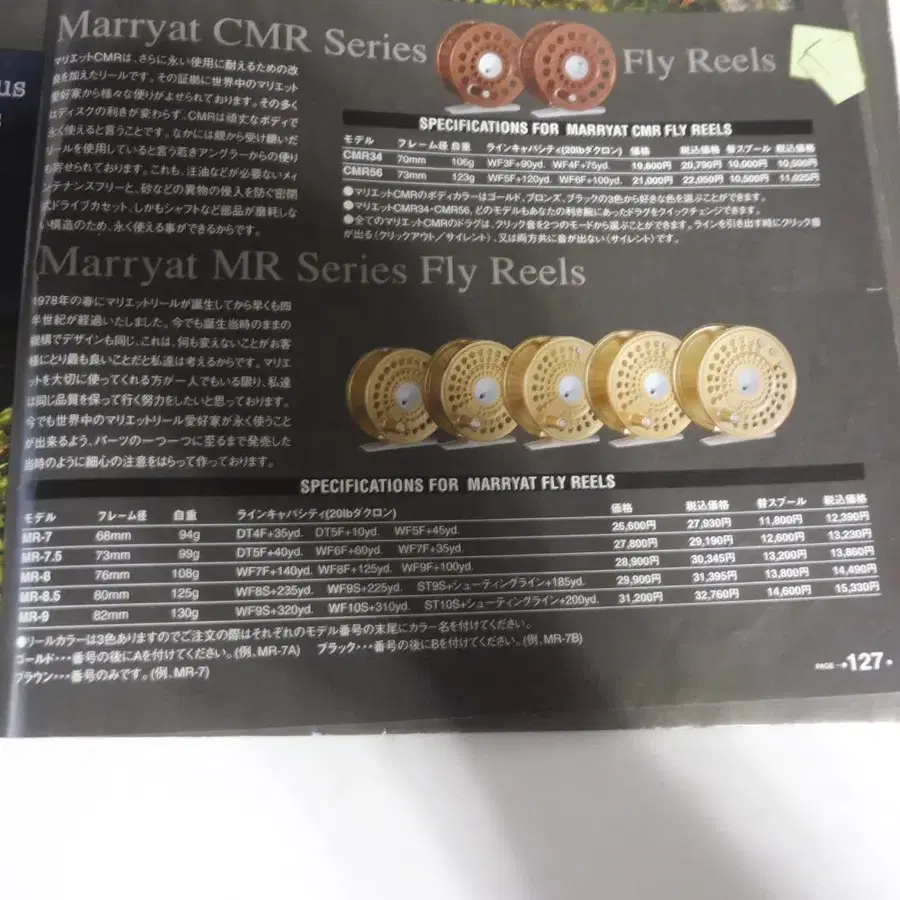 us
Marryat CMR Series Fly Reels
マリエットCMRは、さらに永い使用に耐えるための改
良を加えたリールです。その証拠に世界中のマリエット
愛好家から様々な便りがよせられております。その多く
はディスクの利きが変わらず、CMRは頑丈なボディで
永く使えると言うことです。なかには親から受け継いだ
リールを使用していると言う若きアングラーからの便り
も寄せられております。これも、注油などが必要ないメィ
ンテナンスフリーと、砂などの異物の侵入を防ぐ密閉
式ドライブカセット、しかもシャフトなど部品が磨耗しな
い構造のため、永く使える事ができるからです。
SPECIFICATIONS FOR MARRYAT CMR FLY REELS
モデル フレーム径 自重 ラインキャパシティ(20lbダクロン) 価格 税込価格 替スプール 税込価格
CMR34 70mm 106g WF3F+90yd. WF4F+75yd. 19,800円 20,790円 10,000円 10,500円
CMR56 73mm 123g WF5F+120yd. WF6F+100yd. 21,000円 22,050円 10,500円 11,025円
●マリエットCMRのボディカラーはゴールド、ブロンズ、ブラックの3色から好きな色を選ぶことができます。
●マリエットCMR34・CMR56、どのモデルもあなたの利き腕にあったドラグをクイックチェンジできます。
●全てのマリエットCMRのドラグは、クリック音を2つのモードから選ぶことができます。ラインを引き出す時にクリック音
が出る(クリックアウト/サイレント)、又は両方共に音が出ない(サイレント)です。
Marryat MR Series Fly Reels
1978年の春にマリエットリールが誕生してから早くも四
半世紀が経過いたしました。今でも誕生当時のままの
機構でデザインも同じ、これは、何も変えないことがお客
様にとり最も良いことだと私達は考えるからです。マリエ
ットを大切に使ってくれる方が一人でもいる限り、私達
は同じ品質を保って行く努力をしたいと思っております。
今でも世界中のマリエットリール愛好家が永く使うこと
が出来るよう、パーツの一つ一つに至るまで発売した
当時のように細心の注意をはらって作っております。
SPECIFICATIONS FOR MARRYAT FLY REELS
モデル フレーム径 自重 ラインキャパシティ(20lbダクロン) 価格 税込価格 替スプール 税込価格
MR-7 68mm 94g DT4F+35yd. DT5F+10yd. WF5F+45yd. 26,600円 27,930円 11,800円 12,390円
MR-7.5 73mm 99g DT5F+40yd. WF6F+60yd. WF7F+35yd. 27,800円 29,190円 12,600円 13,230円
MR-8 76mm 108g WF7F+140yd. WF8F+125yd. WF9F+100yd. 28,900円 30,345円 13,200円 13,860円
MR-8.5 80mm 125g WF8S+235yd. WF9S+225yd. ST9S+シューティングライン+185yd. 29,900円 31,395円 13,800円 14,490円
MR-9 82mm 130g WF9S+320yd. WF10S+310yd. ST10S+シューティングライン+200yd. 31,200円 32,760円 14,600円 15,330円
●リールカラーは3色ありますのでご注文の際はそれぞれのモデル番号の末尾にカラー名を付けてください。
ゴールド・・・番号の後にAを付けてください。(例、MR-7A) ブラック・・・番号の後にBを付けてください。(例、MR-7B)
ブラウン・・・番号のみです。(例、MR-7)
PAGE→127・